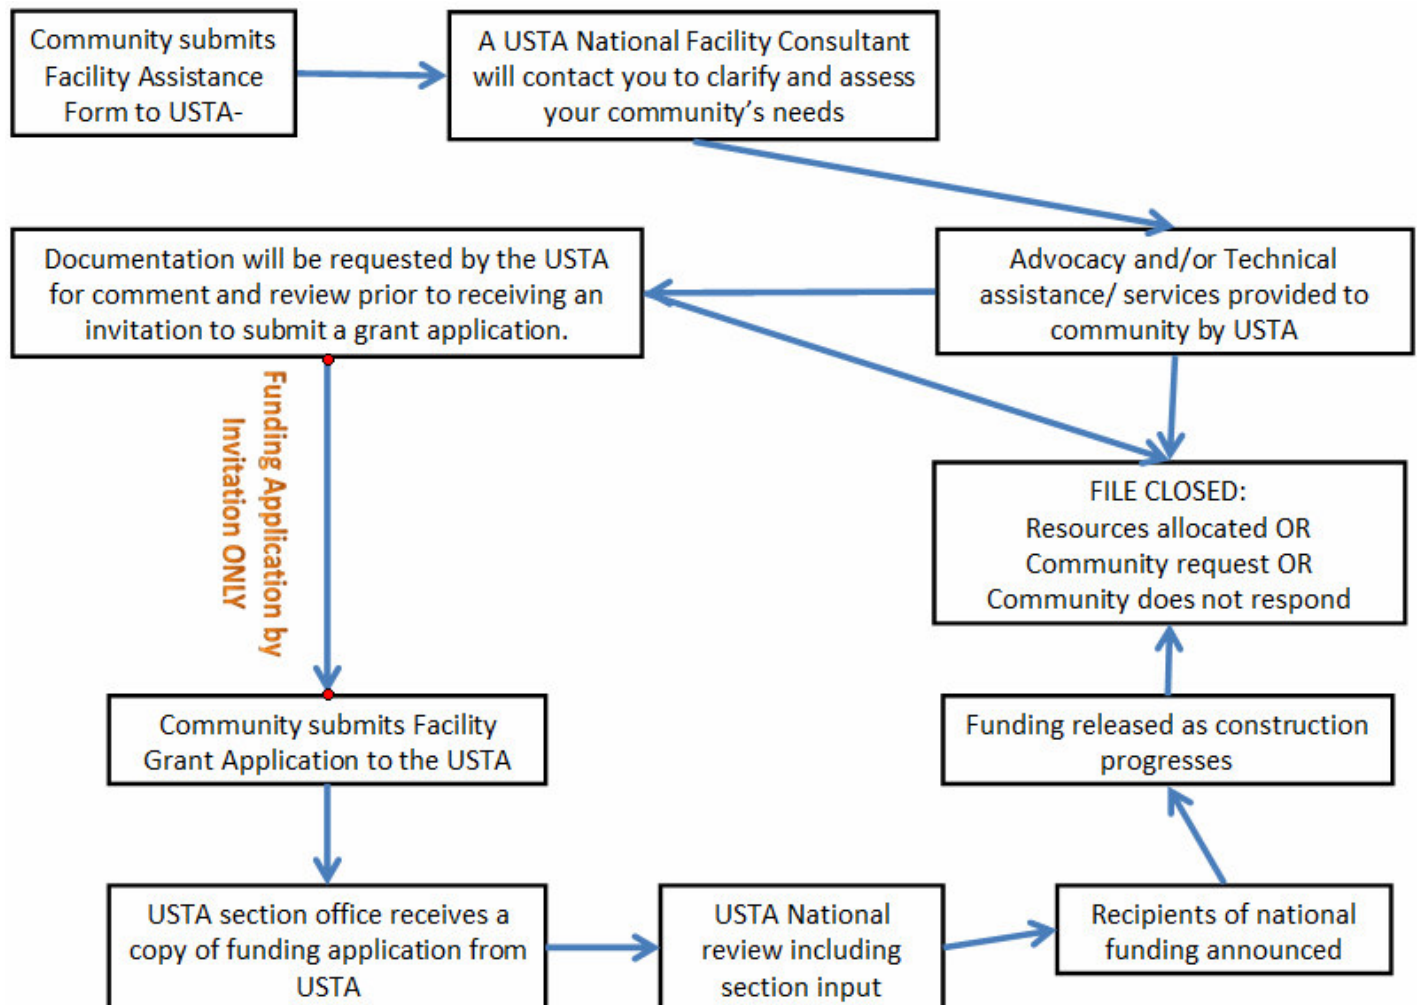 Community submits
Facility Assistance
Form to USTA-
A USTA National Facility Consultant
will contact you to clarify and assess
your community's needs
Documentation will be requested by the USTA
for comment and review prior to receiving an
invitation to submit a grant application.
Advocacy and/or Technical
assistance/ services provided to
community by USTA
Funding Application by
Invitation ONLY
FILE CLOSED:
Resources allocated OR
Community request OR
Community does not respond
Community submits Facility
Grant Application to the USTA
Funding released as construction
progresses
USTA section office receives a
copy of funding application from
USTA
USTA National
review including
section input
Recipients of national
funding announced